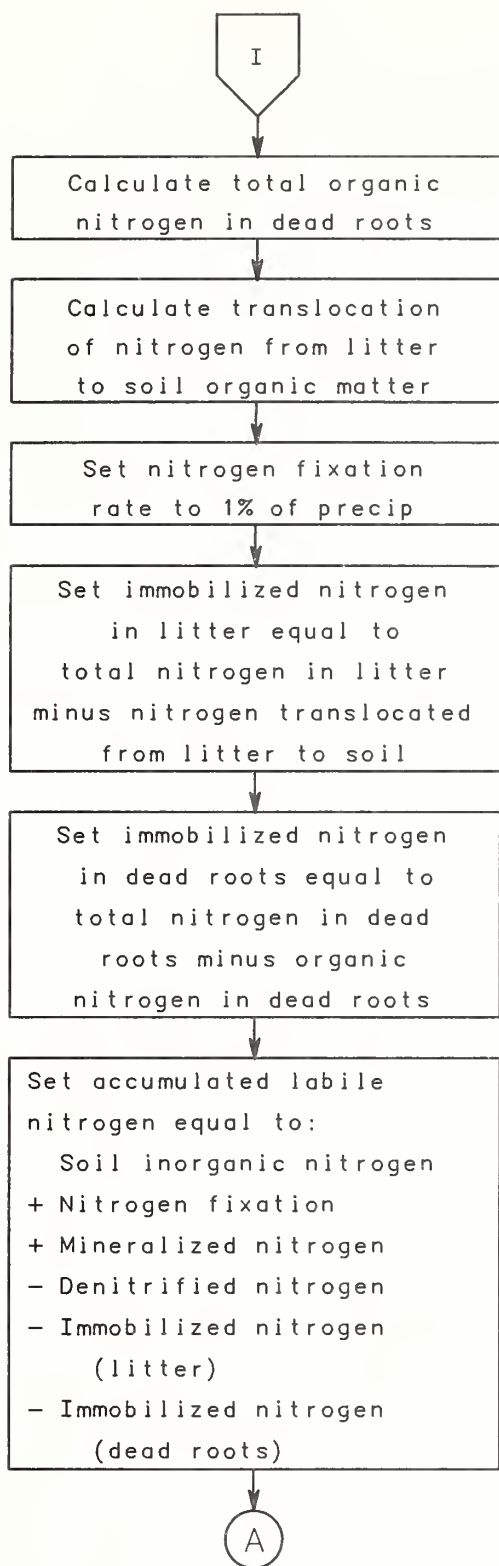 I
Calculate total organic
nitrogen in dead roots
Calculate translocation
of nitrogen from litter
to soil organic matter
Set nitrogen fixation
rate to 1% of precip
Set immobilized nitrogen
in litter equal to
total nitrogen in litter
minus nitrogen translocated
from litter to soil
Set immobilized nitrogen
in dead roots equal to
total nitrogen in dead
roots minus organic
nitrogen in dead roots
Set accumulated labile
nitrogen equal to:
Soil inorganic nitrogen
+ Nitrogen fixation
+ Mineralized nitrogen
− Denitrified nitrogen
− Immobilized nitrogen
(litter)
− Immobilized nitrogen
(dead roots)
A